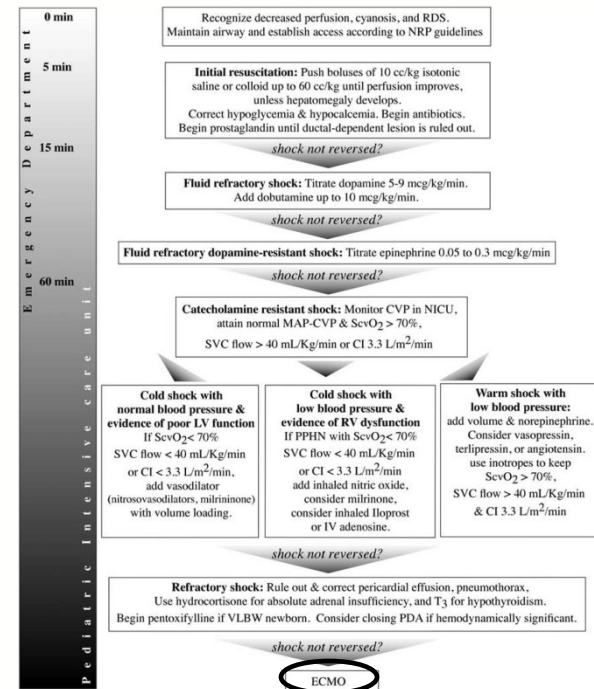 0 min
5 min
15 min
60 min
Emergency Department
Pediatric Intensive care unit
Recognize decreased perfusion, cyanosis, and RDS.
Maintain airway and establish access according to NRP guidelines
Initial resuscitation: Push boluses of 10 cc/kg isotonic
saline or colloid up to 60 cc/kg until perfusion improves,
unless hepatomegaly develops.
Correct hypoglycemia & hypocalcemia. Begin antibiotics.
Begin prostaglandin until ductal-dependent lesion is ruled out.
shock not reversed?
Fluid refractory shock: Titrate dopamine 5-9 mcg/kg/min.
Add dobutamine up to 10 mcg/kg/min.
shock not reversed?
Fluid refractory dopamine-resistant shock: Titrate epinephrine 0.05 to 0.3 mcg/kg/min
shock not reversed?
Catecholamine resistant shock: Monitor CVP in NICU,
attain normal MAP-CVP & ScvO₂ > 70%,
SVC flow > 40 mL/Kg/min or CI 3.3 L/m²/min
Cold shock with
normal blood pressure &
evidence of poor LV function
If ScvO₂< 70%
SVC flow < 40 mL/Kg/min
or CI < 3.3 L/m²/min,
add vasodilator
(nitrosovasodilators, milrininone)
with volume loading.
Cold shock with
low blood pressure &
evidence of RV dysfunction
If PPHN with ScvO₂< 70%
SVC flow < 40 mL/Kg/min
or CI < 3.3 L/m²/min
add inhaled nitric oxide,
consider milrinone,
consider inhaled Iloprost
or IV adenosine.
Warm shock with
low blood pressure:
add volume & norepinephrine.
Consider vasopressin,
terlipressin, or angiotensin.
use inotropes to keep
ScvO₂ > 70%,
SVC flow > 40 mL/Kg/min
& CI 3.3 L/m²/min
shock not reversed?
Refractory shock: Rule out & correct pericardial effusion, pneumothorax,
Use hydrocortisone for absolute adrenal insufficiency, and T₃ for hypothyroidism.
Begin pentoxifylline if VLBW newborn. Consider closing PDA if hemodynamically significant.
shock not reversed?
ECMO